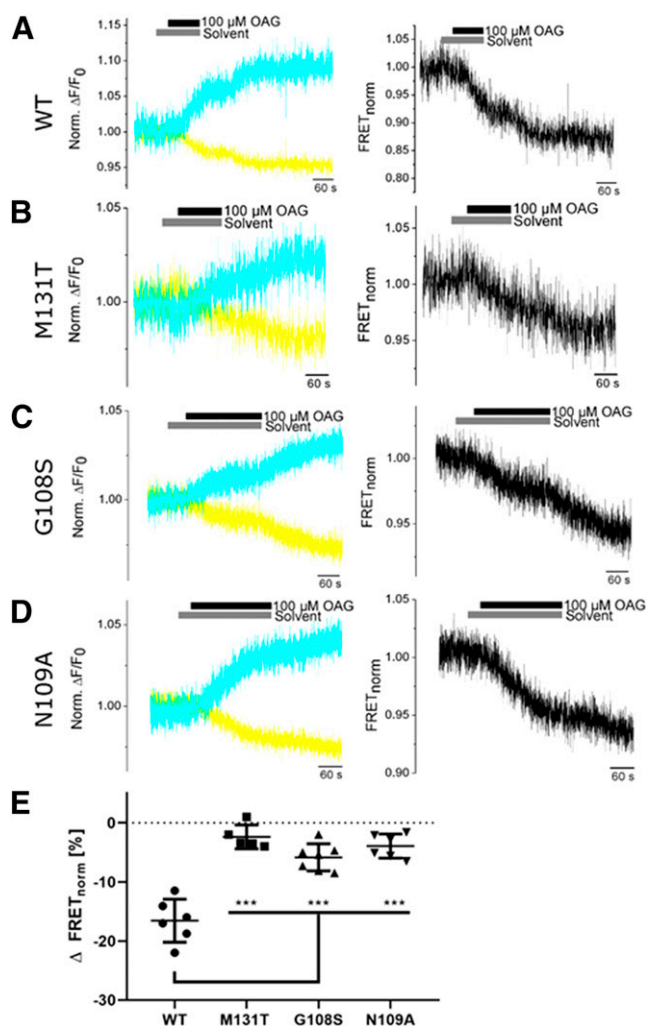 A
100 µM OAG
Solvent
WT
Norm. ΔF/F0
1.15
1.10
1.05
1.00
0.95
60 s
100 µM OAG
Solvent
FRETnorm
1.05
1.00
0.95
0.90
0.85
0.80
60 s
B
100 µM OAG
Solvent
M131T
Norm. ΔF/F0
1.05
1.00
60 s
100 µM OAG
Solvent
FRETnorm
1.05
1.00
0.95
60 s
C
100 µM OAG
Solvent
G108S
Norm. ΔF/F0
1.05
1.00
60 s
100 µM OAG
Solvent
FRETnorm
1.00
0.95
60 s
D
100 µM OAG
Solvent
N109A
Norm. ΔF/F0
1.05
1.00
60 s
100 µM OAG
Solvent
FRETnorm
1.05
1.00
0.95
0.90
60 s
E
Δ FRETnorm [%]
0
-10
-20
-30
*** *** ***
WT M131T G108S N109A